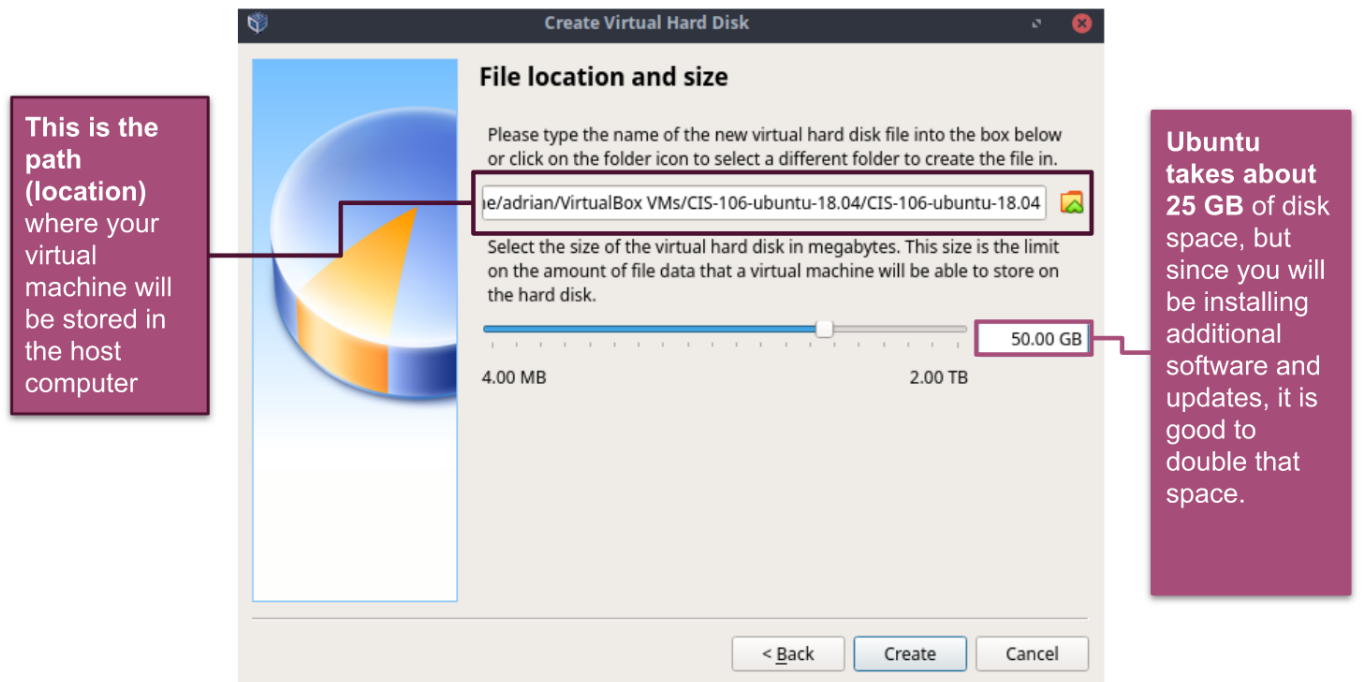 Create Virtual Hard Disk
This is the
path
(location)
where your
virtual
machine will
be stored in
the host
computer
File location and size
Please type the name of the new virtual hard disk file into the box below
or click on the folder icon to select a different folder to create the file in.
e/adrian/VirtualBox VMs/CIS-106-ubuntu-18.04/CIS-106-ubuntu-18.04
Select the size of the virtual hard disk in megabytes. This size is the limit
on the amount of file data that a virtual machine will be able to store on
the hard disk.
50.00 GB
4.00 MB
2.00 TB
< Back
Create
Cancel
Ubuntu
takes about
25 GB of disk
space, but
since you will
be installing
additional
software and
updates, it is
good to
double that
space.